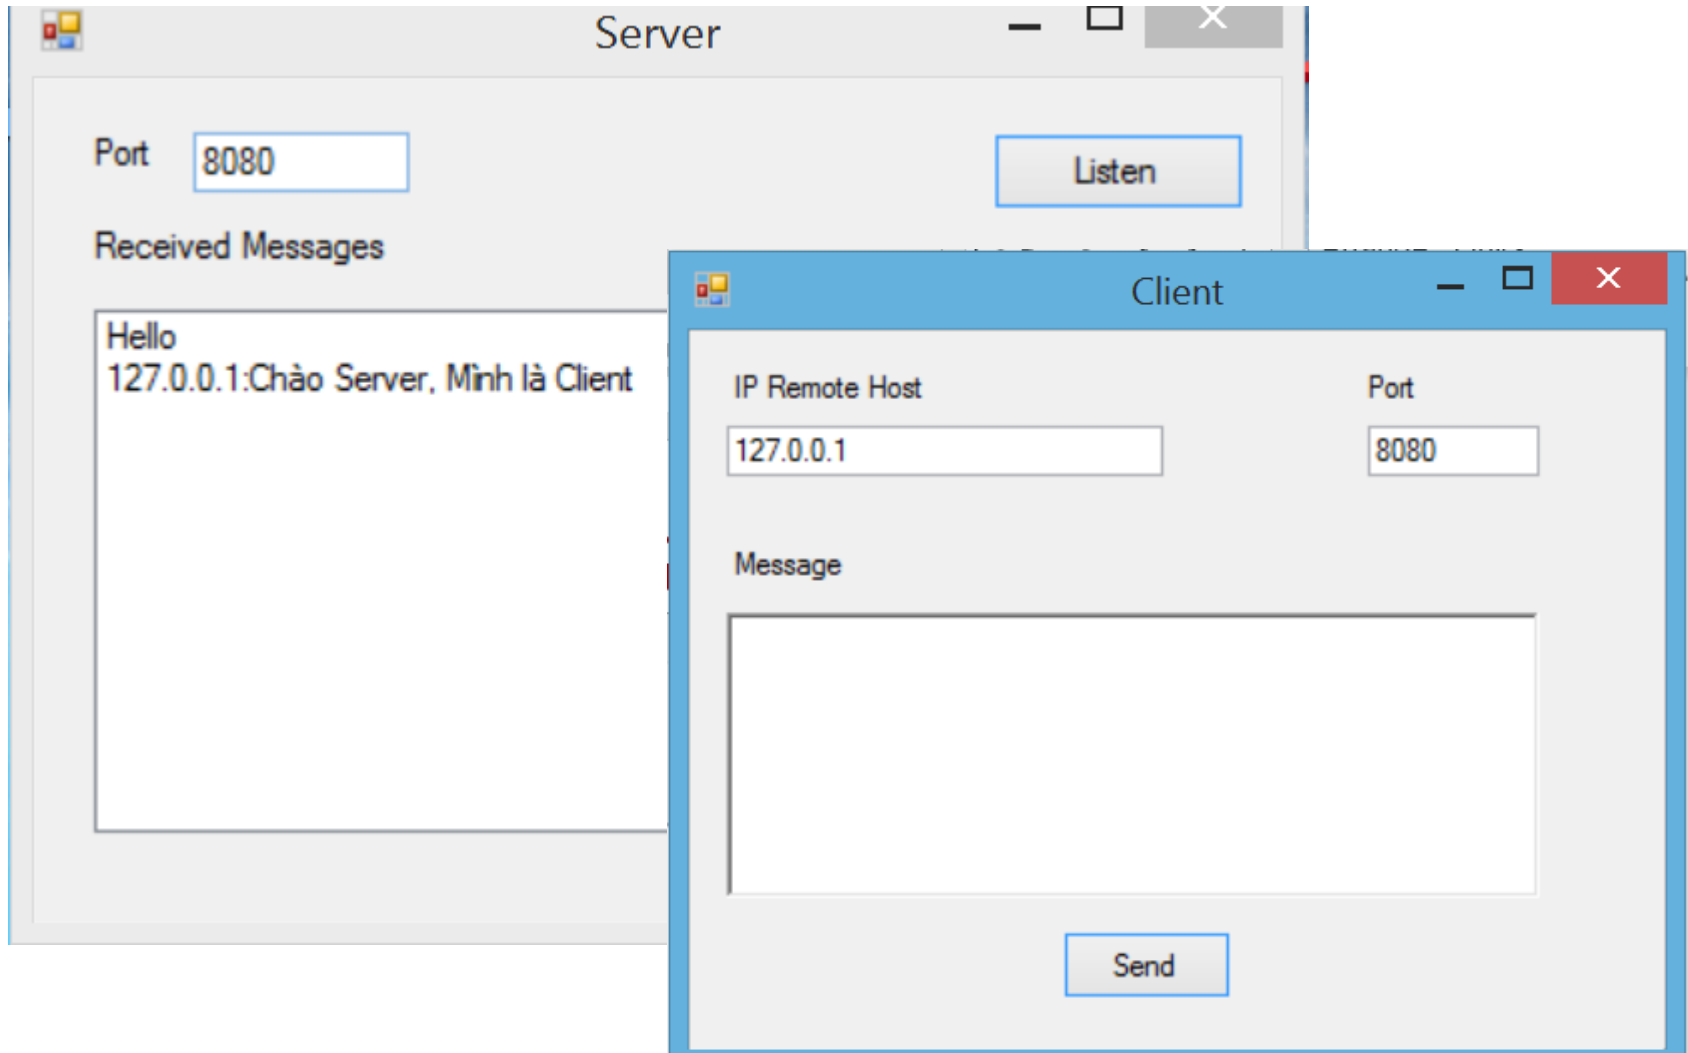 Server
Port
8080
Listen
Received Messages
Hello
127.0.0.1:Chào Server, Mình là Client
Client
IP Remote Host
Port
127.0.0.1
8080
Message
Send